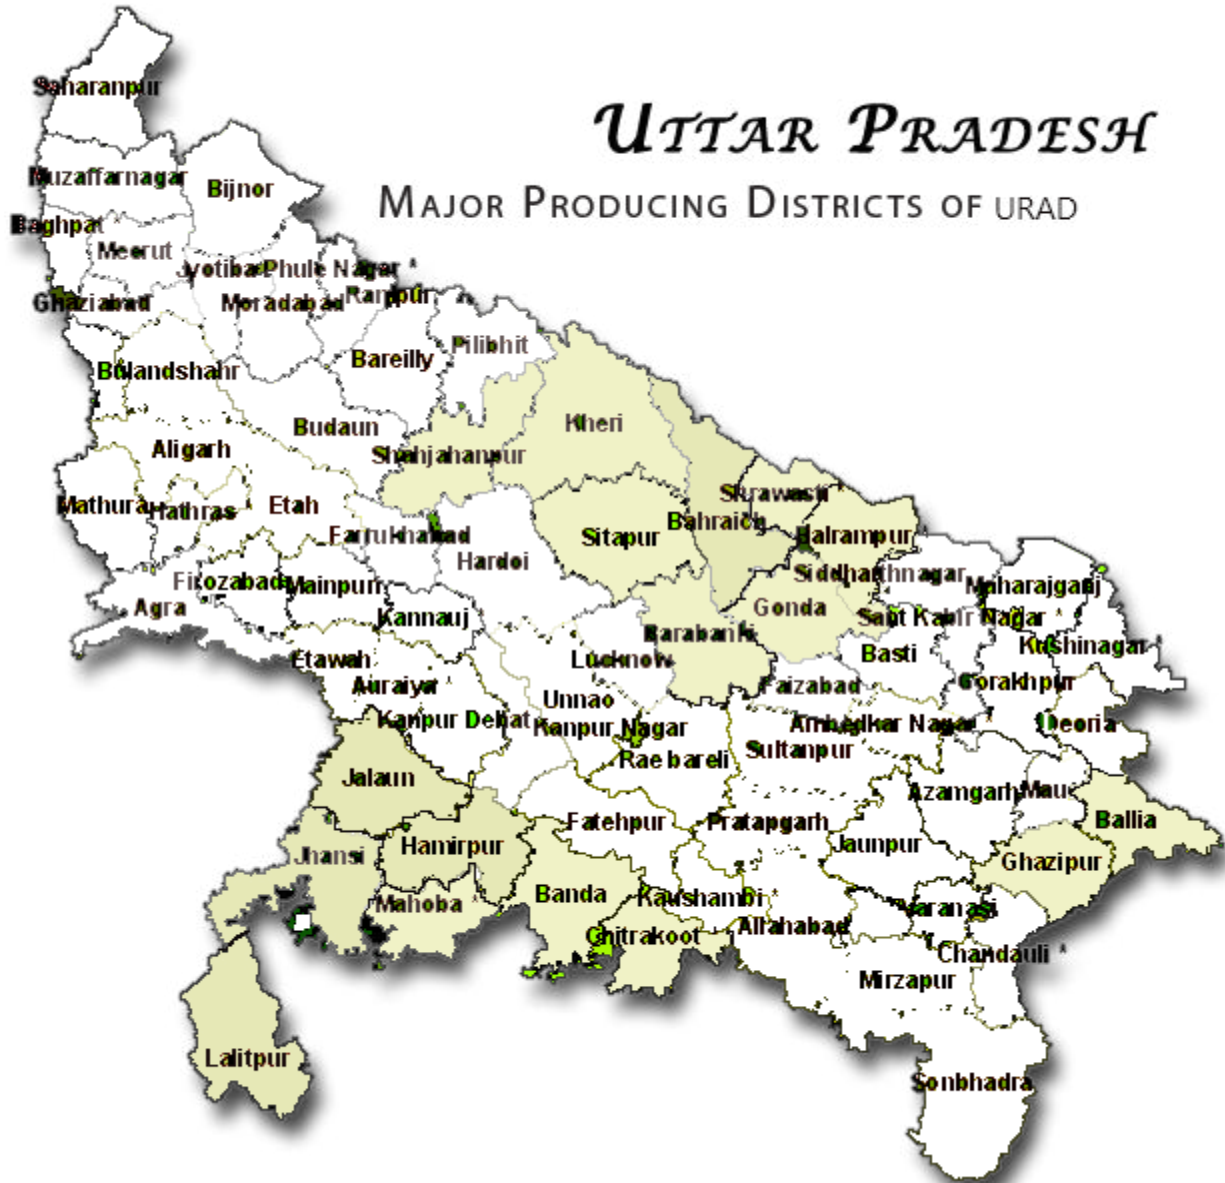 UTTAR PRADESH
MAJOR PRODUCING DISTRICTS OF URAD
Saharanpur
Muzaffarnagar
Bijnor
Baghpat *
Meerut
Jyotiba Phule Nagar *
Ghaziabad
Moradabad
Rampur
Pilibhit
Bareilly
Bulandshahr
Kheri
Budaun
Aligarh
Shahjahanpur
Shrawasti *
Mathura
Hathras *
Etah
Bahraich
Farrukhabad
Sitapur
Balrampur *
Hardoi
Siddharthnagar
Firozabad
Mainpuri
Maharajganj
Agra
Gonda
Kannauj
Sant Kabir Nagar *
Barabanki
Kushinagar *
Etawah
Lucknow
Basti
Auraiya *
Faizabad
Gorakhpur
Unnao
Kanpur Dehat
Kanpur Nagar
Ambedkar Nagar *
Deoria
Sultanpur
Rae bareli
Jalaun
Azamgarh
Mau
Fatehpur
Pratapgarh
Ballia
Jhansi
Hamirpur
Jaunpur
Ghazipur
Banda
Kaushambi *
Mahoba *
Varanasi
Allahabad
Chitrakoot
Chandauli *
Mirzapur
Lalitpur
Sonbhadra